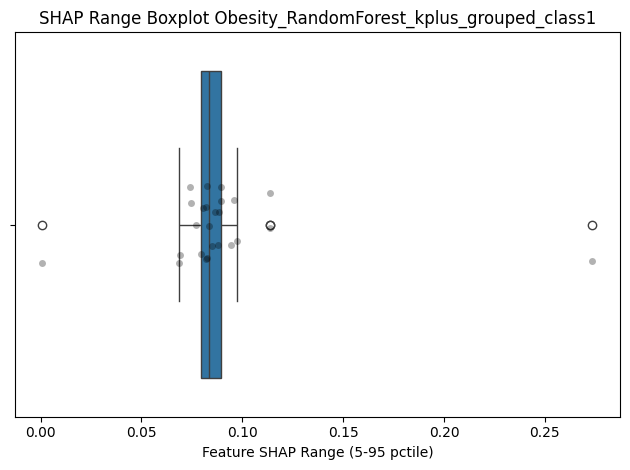 SHAP Range Boxplot Obesity_RandomForest_kplus_grouped_class1
0.00 0.05 0.10 0.15 0.20 0.25
Feature SHAP Range (5-95 pctile)